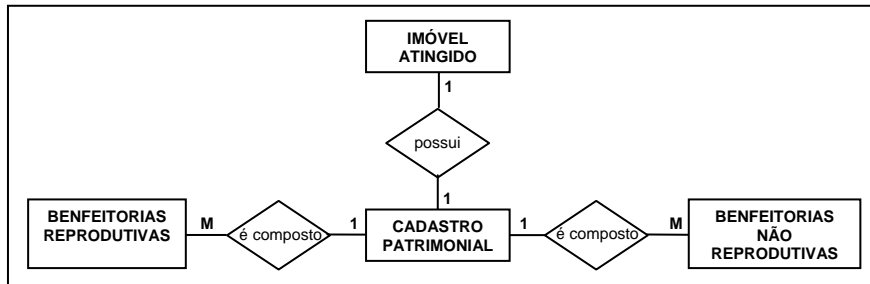 IMÓVEL
ATINGIDO
1
possui
1
BENFEITORIAS
REPRODUTIVAS
M
é composto
1
CADASTRO
PATRIMONIAL
1
é composto
M
BENFEITORIAS
NÃO
REPRODUTIVAS